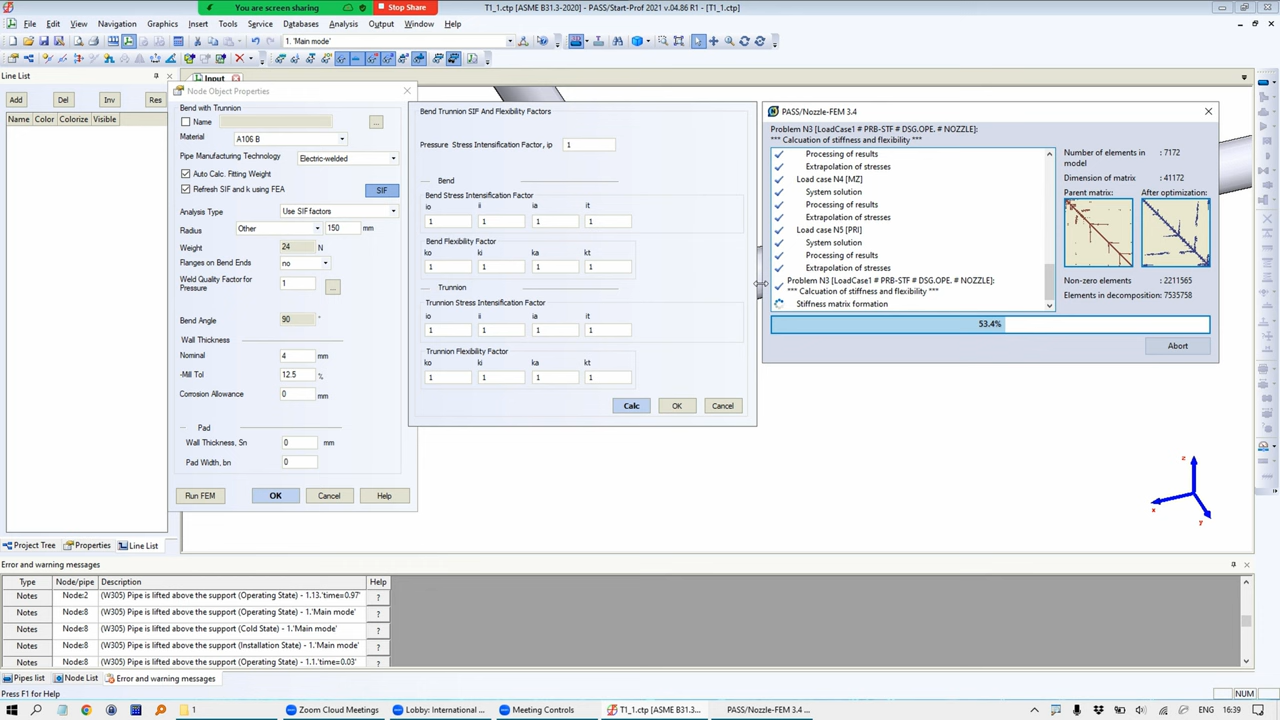 You are screen sharing
Stop Share
T1_1.ctp [ASME B31.3-2020] - PASS/Start-Prof 2021 v.04.86 R1 - [T1_1.ctp]
File Edit View Navigation Graphics Insert Tools Service Databases Analysis Output Window Help
1. 'Main mode'
Line List
Input
Add Del Inv Res
Name Color Colorize Visible
Node Object Properties
Bend with Trunnion
Name ...
Material A106 B
Pipe Manufacturing Technology Electric-welded
Auto Calc. Fitting Weight
Refresh SIF and k using FEA SIF
Analysis Type Use SIF factors
Radius Other 150 mm
Weight 24 N
Flanges on Bend Ends no
Weld Quality Factor for Pressure 1 ...
Bend Angle 90 °
Wall Thickness
Nominal 4 mm
-Mill Tol 12.5 %
Corrosion Allowance 0 mm
Pad
Wall Thickness, Sn 0 mm
Pad Width, bn 0
Run FEM OK Cancel Help
Bend Trunnion SIF And Flexibility Factors
Pressure Stress Intensification Factor, ip 1
Bend
Bend Stress Intensification Factor
io ii ia it
1 1 1 1
Bend Flexibility Factor
ko ki ka kt
1 1 1 1
Trunnion
Trunnion Stress Intensification Factor
io ii ia it
1 1 1 1
Trunnion Flexibility Factor
ko ki ka kt
1 1 1 1
Calc OK Cancel
PASS/Nozzle-FEM 3.4
Problem N3 [LoadCase1 # PRB-STF # DSG.OPE. # NOZZLE]:
*** Calcuation of stiffness and flexibility ***
Processing of results
Extrapolation of stresses
Load case N4 [MZ]
System solution
Processing of results
Extrapolation of stresses
Load case N5 [PRI]
System solution
Processing of results
Extrapolation of stresses
Problem N3 [LoadCase1 # PRB-STF # DSG.OPE. # NOZZLE]:
*** Calcuation of stiffness and flexibility ***
Stiffness matrix formation
Number of elements in model : 7172
Dimension of matrix : 41172
Parent matrix: After optimization:
Non-zero elements : 2211565
Elements in decomposition: 7535758
53.4%
Abort
z
x
y
Project Tree Properties Line List
Error and warning messages
Type Node/pipe Description Help
Notes Node:2 (W305) Pipe is lifted above the support (Operating State) - 1.13.'time=0.97' ?
Notes Node:8 (W305) Pipe is lifted above the support (Operating State) - 1.'Main mode' ?
Notes Node:8 (W305) Pipe is lifted above the support (Cold State) - 1.'Main mode' ?
Notes Node:8 (W305) Pipe is lifted above the support (Installation State) - 1.'Main mode' ?
Notes Node:8 (W305) Pipe is lifted above the support (Operating State) - 1.1.'time=0.03' ?
Pipes list Node List Error and warning messages
Press F1 for Help
NUM
1
Zoom Cloud Meetings
Lobby: International ...
Meeting Controls
T1_1.ctp [ASME B31.3...
PASS/Nozzle-FEM 3.4 ...
ENG 16:39